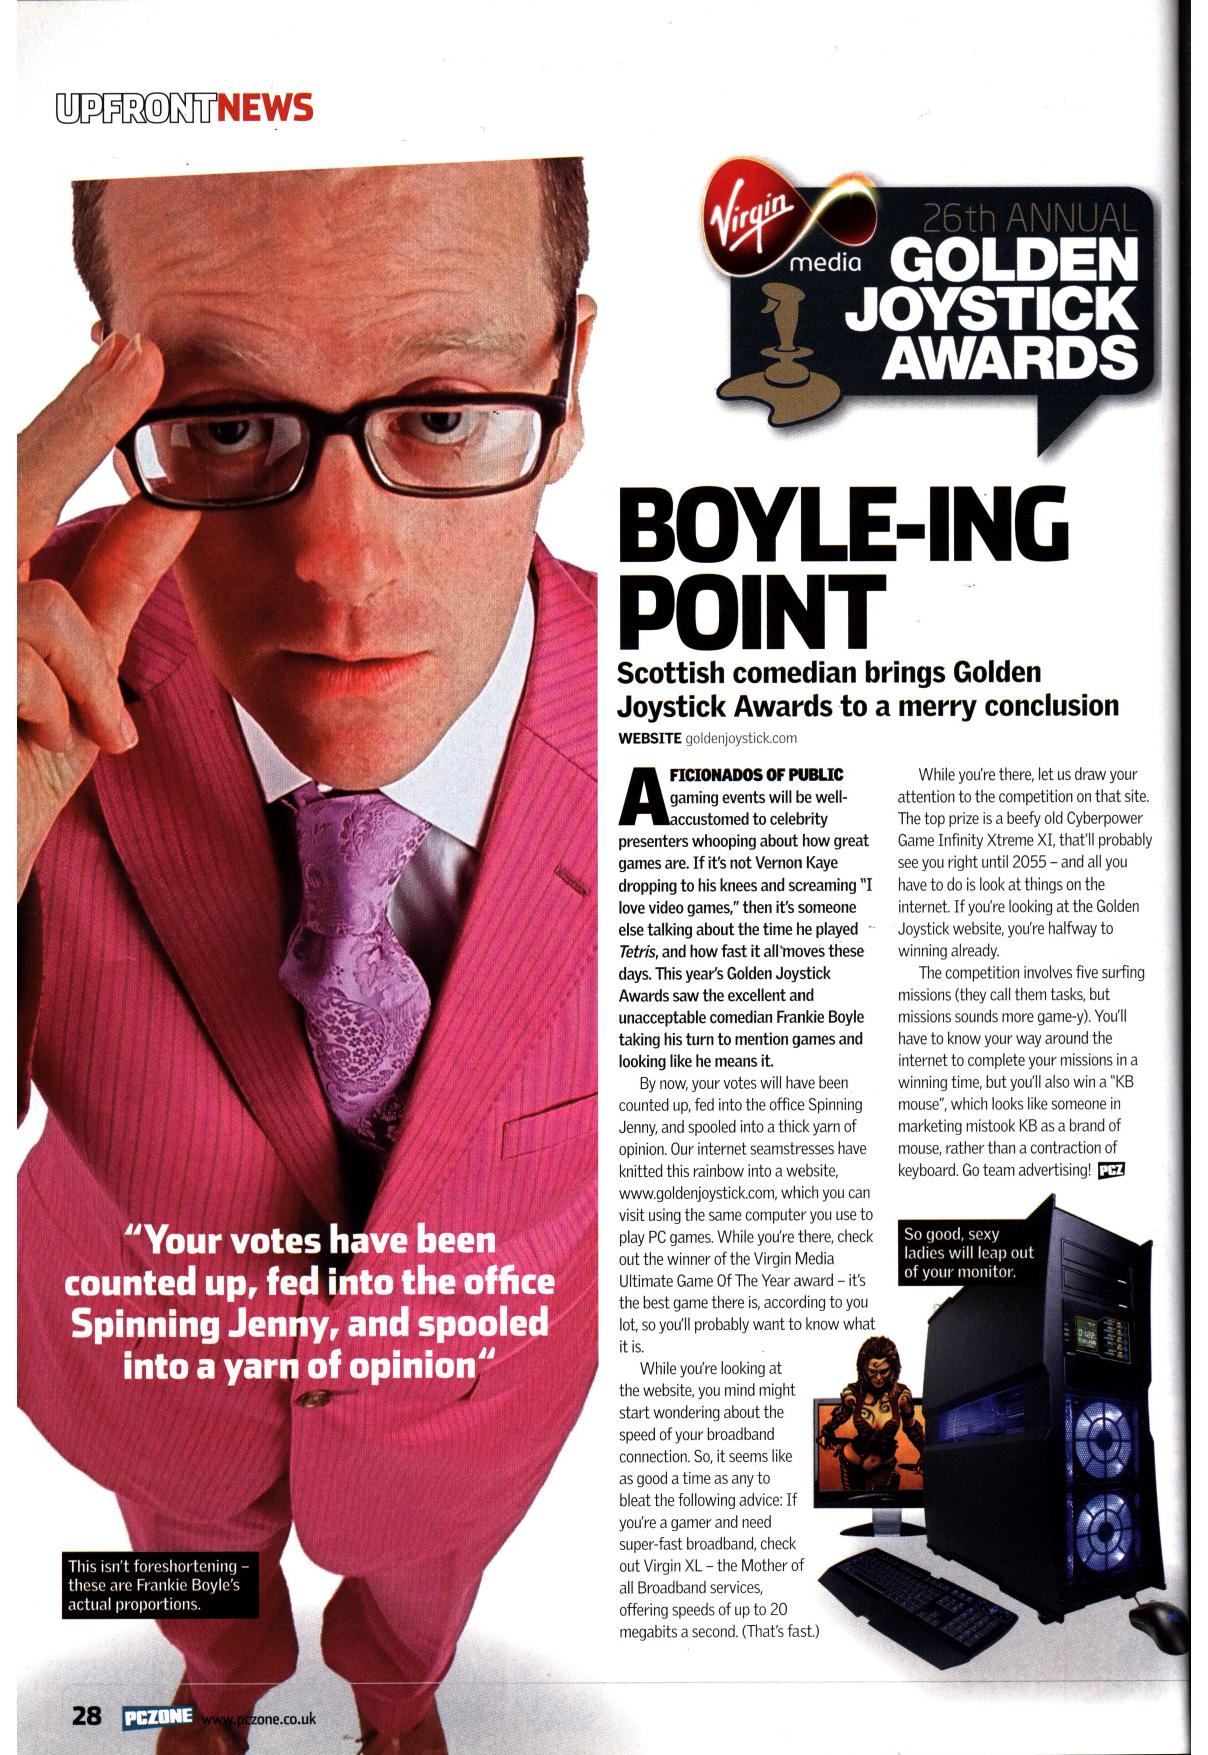 UPFRONTNEWS
Virgin
media
26th ANNUAL
GOLDEN
JOYSTICK
AWARDS
BOYLE-ING
POINT
Scottish comedian brings Golden
Joystick Awards to a merry conclusion
WEBSITE goldenjoystick.com
AFICIONADOS OF PUBLIC
gaming events will be well-
accustomed to celebrity
presenters whooping about how great
games are. If it's not Vernon Kaye
dropping to his knees and screaming "I
love video games," then it's someone
else talking about the time he played
Tetris, and how fast it all moves these
days. This year's Golden Joystick
Awards saw the excellent and
unacceptable comedian Frankie Boyle
taking his turn to mention games and
looking like he means it.
By now, your votes will have been
counted up, fed into the office Spinning
Jenny, and spooled into a thick yarn of
opinion. Our internet seamstresses have
knitted this rainbow into a website,
www.goldenjoystick.com, which you can
visit using the same computer you use to
play PC games. While you're there, check
out the winner of the Virgin Media
Ultimate Game Of The Year award – it's
the best game there is, according to you
lot, so you'll probably want to know what
it is.
While you're looking at
the website, you mind might
start wondering about the
speed of your broadband
connection. So, it seems like
as good a time as any to
bleat the following advice: If
you're a gamer and need
super-fast broadband, check
out Virgin XL – the Mother of
all Broadband services,
offering speeds of up to 20
megabits a second. (That's fast.)
While you're there, let us draw your
attention to the competition on that site.
The top prize is a beefy old Cyberpower
Game Infinity Xtreme XI, that'll probably
see you right until 2055 – and all you
have to do is look at things on the
internet. If you're looking at the Golden
Joystick website, you're halfway to
winning already.
The competition involves five surfing
missions (they call them tasks, but
missions sounds more game-y). You'll
have to know your way around the
internet to complete your missions in a
winning time, but you'll also win a "KB
mouse", which looks like someone in
marketing mistook KB as a brand of
mouse, rather than a contraction of
keyboard. Go team advertising! PCZ
So good, sexy
ladies will leap out
of your monitor.
"Your votes have been
counted up, fed into the office
Spinning Jenny, and spooled
into a yarn of opinion"
This isn't foreshortening –
these are Frankie Boyle's
actual proportions.
28 PCZONE www.pczone.co.uk